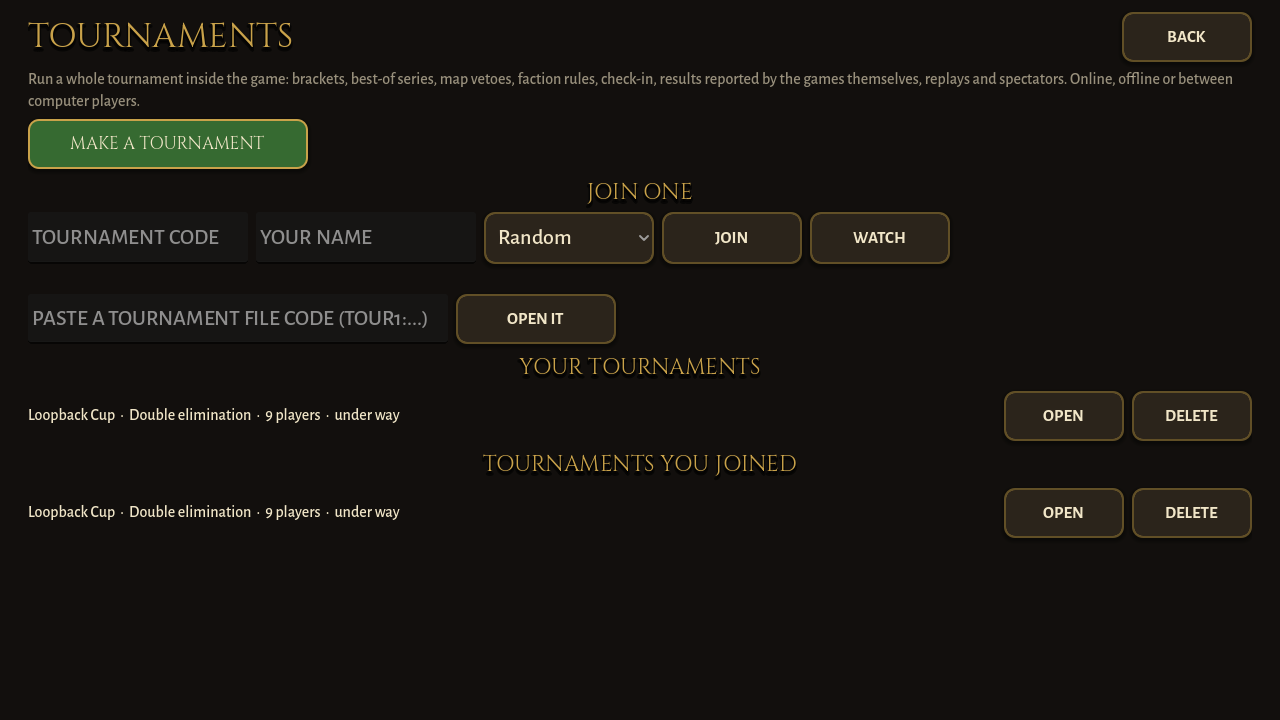 TOURNAMENTS
BACK
Run a whole tournament inside the game: brackets, best-of series, map vetoes, faction rules, check-in, results reported by the games themselves, replays and spectators. Online, offline or between
computer players.
MAKE A TOURNAMENT
JOIN ONE
TOURNAMENT CODE YOUR NAME Random JOIN WATCH
PASTE A TOURNAMENT FILE CODE (TOUR1:...) OPEN IT
YOUR TOURNAMENTS
Loopback Cup · Double elimination · 9 players · under way OPEN DELETE
TOURNAMENTS YOU JOINED
Loopback Cup · Double elimination · 9 players · under way OPEN DELETE